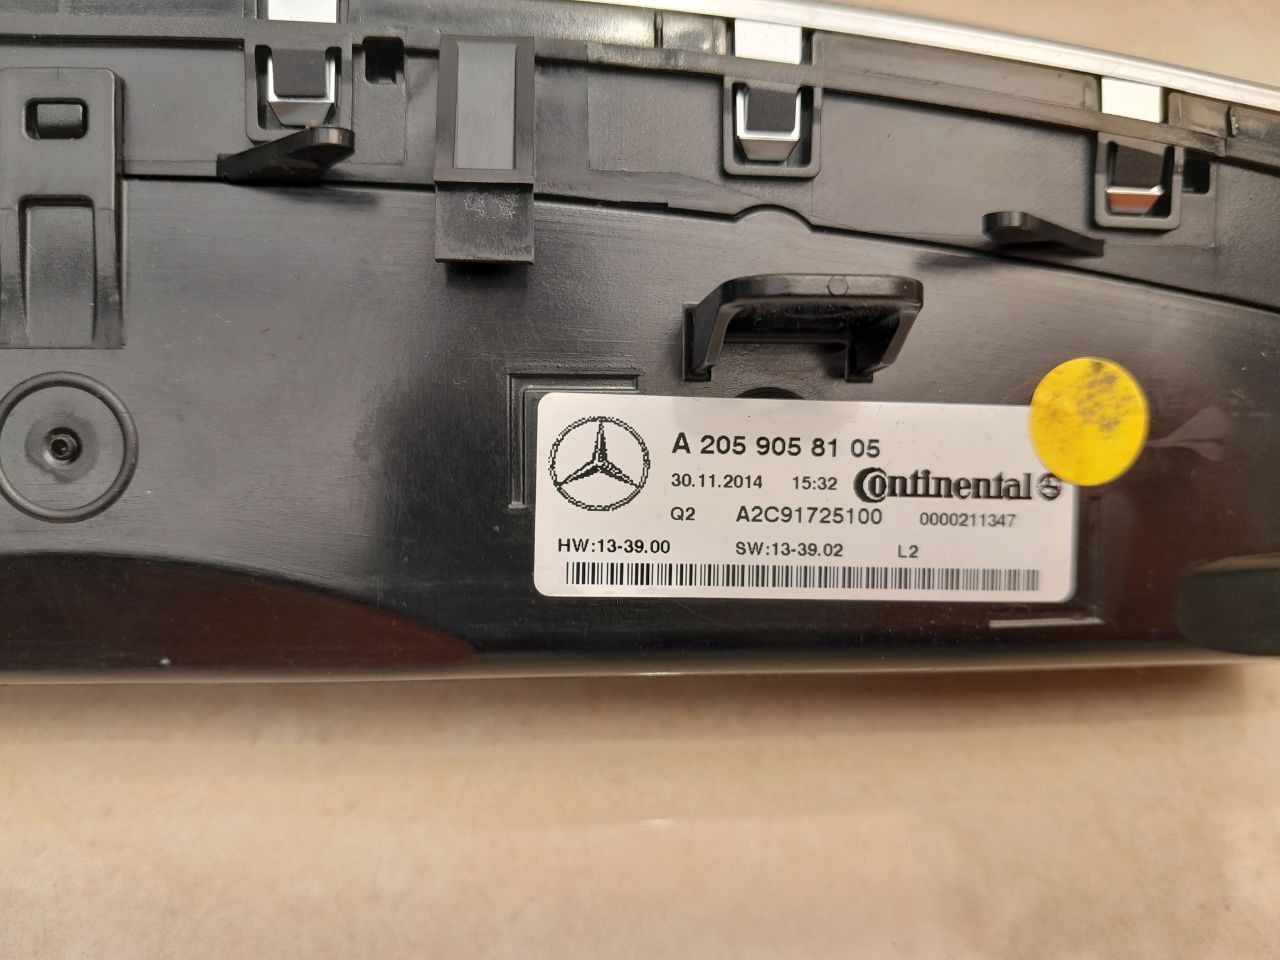 A 205 905 81 05
30.11.2014 15:32 Continental
Q2 A2C91725100 0000211347
HW:13-39.00 SW:13-39.02 L2